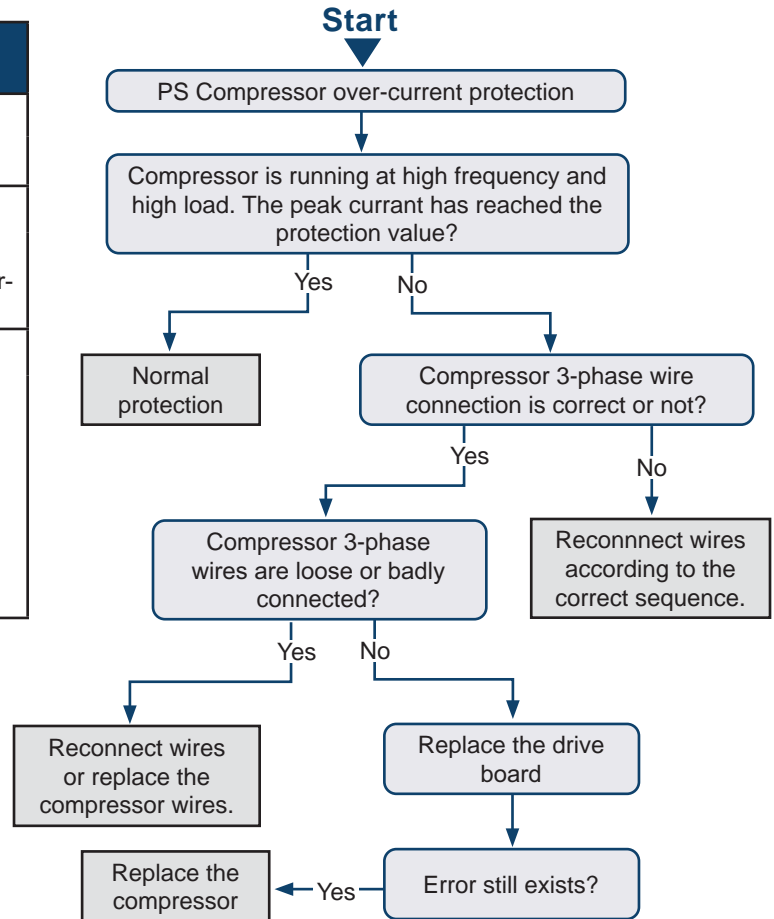 Start
PS Compressor over-current protection
Compressor is running at high frequency and
high load. The peak currant has reached the
protection value?
Yes
No
r-
Normal
protection
Compressor 3-phase wire
connection is correct or not?
Yes
No
Compressor 3-phase
wires are loose or badly
connected?
Reconnnect wires
according to the
correct sequence.
Yes
No
Reconnect wires
or replace the
compressor wires.
Replace the drive
board
Replace the
compressor
Yes
Error still exists?